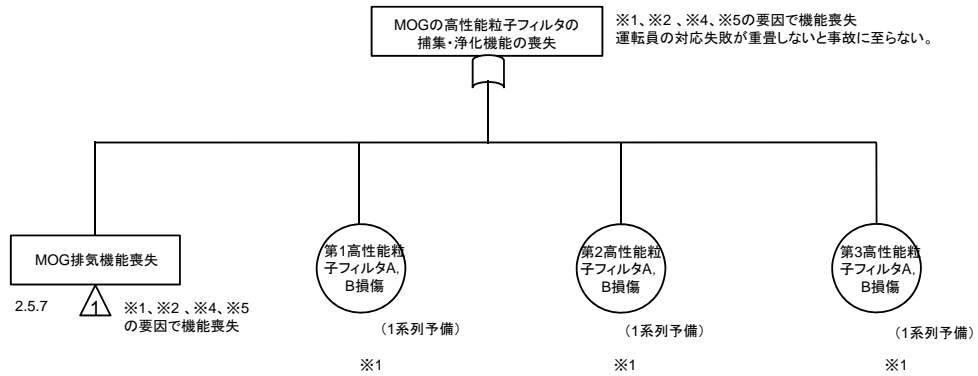 MOGの高性能粒子フィルタの
捕集・浄化機能の喪失
※1、※2 、※4、※5の要因で機能喪失
運転員の対応失敗が重畳しないと事故に至らない。
MOG排気機能喪失
2.5.7
1
※1、※2 、※4、※5
の要因で機能喪失
第1高性能粒
子フィルタA,
B損傷
(1系列予備)
※1
第2高性能粒
子フィルタA,
B損傷
(1系列予備)
※1
第3高性能粒
子フィルタA,
B損傷
(1系列予備)
※1